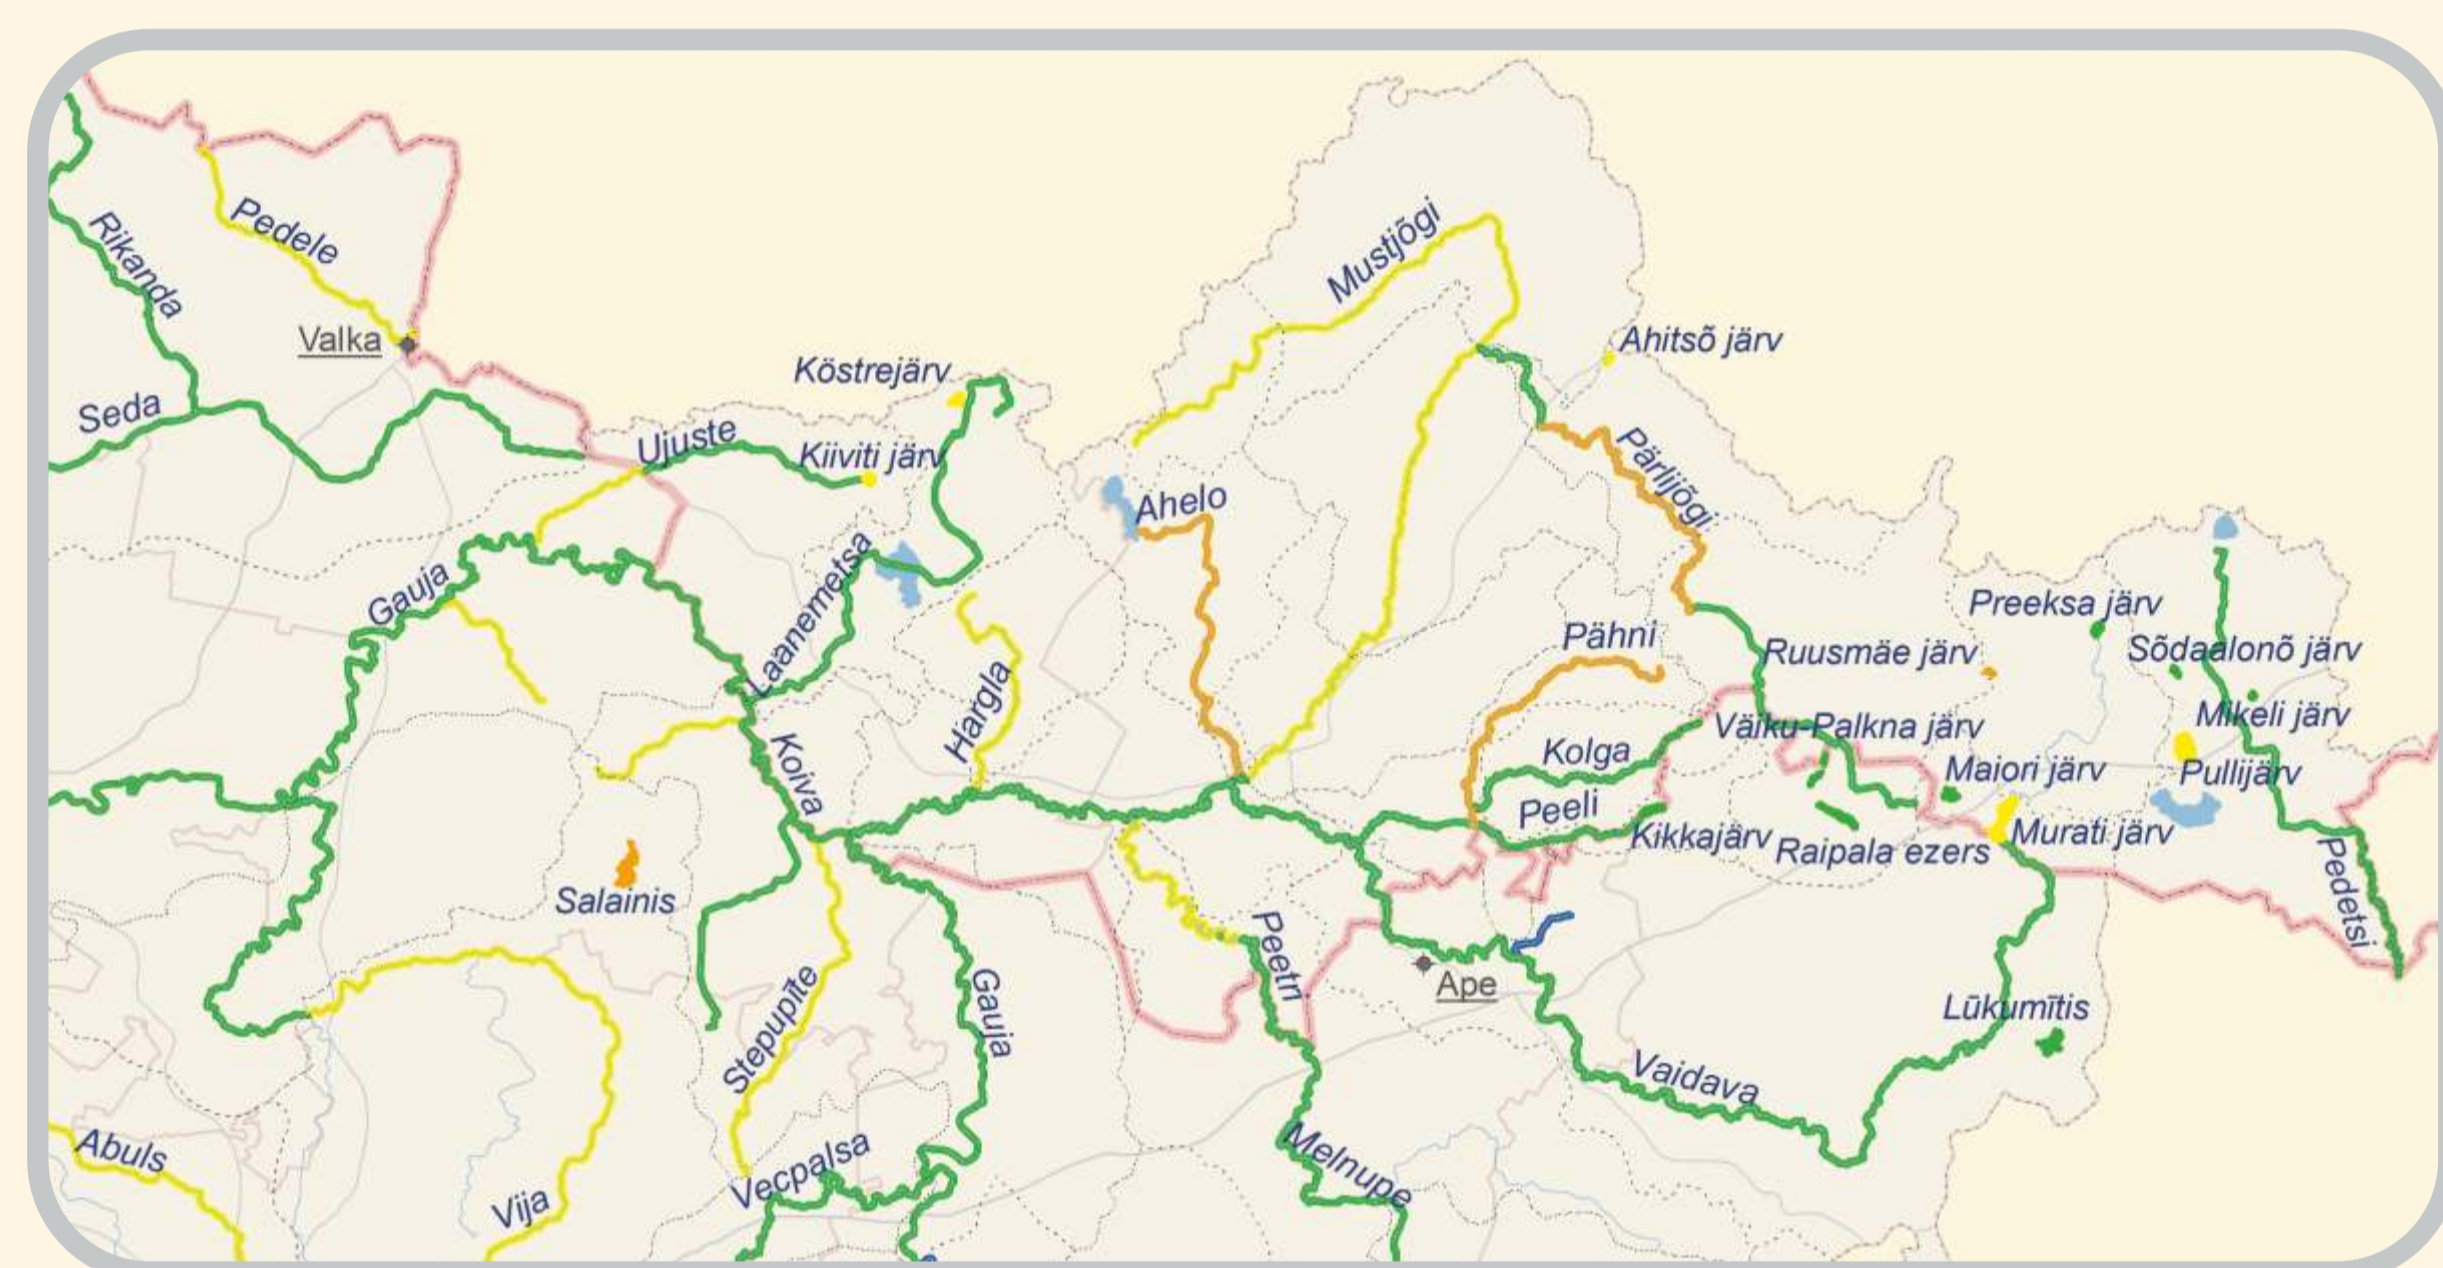 Mustjõgi
Pedele
Rikanda
Valka
Ahitsõ järv
Köstrejärv
Seda
Ujuste
Kiiviti järv
Pärlijõgi
Ahelo
Gauja
Laanemetsa
Preeksa järv
Pähni
Ruusmäe järv
Sõdaalonõ järv
Hargla
Väiku-Palkna järv
Mikeli järv
Koiva
Kolga
Maiori järv
Pullijärv
Peeli
Kikkajärv
Raipala ezers
Murati järv
Salainis
Pedetsi
Peetri
Ape
Gauja
Stepupīte
Lūkumītis
Vaidava
Abuls
Vecpalsa
Melnupe
Vija